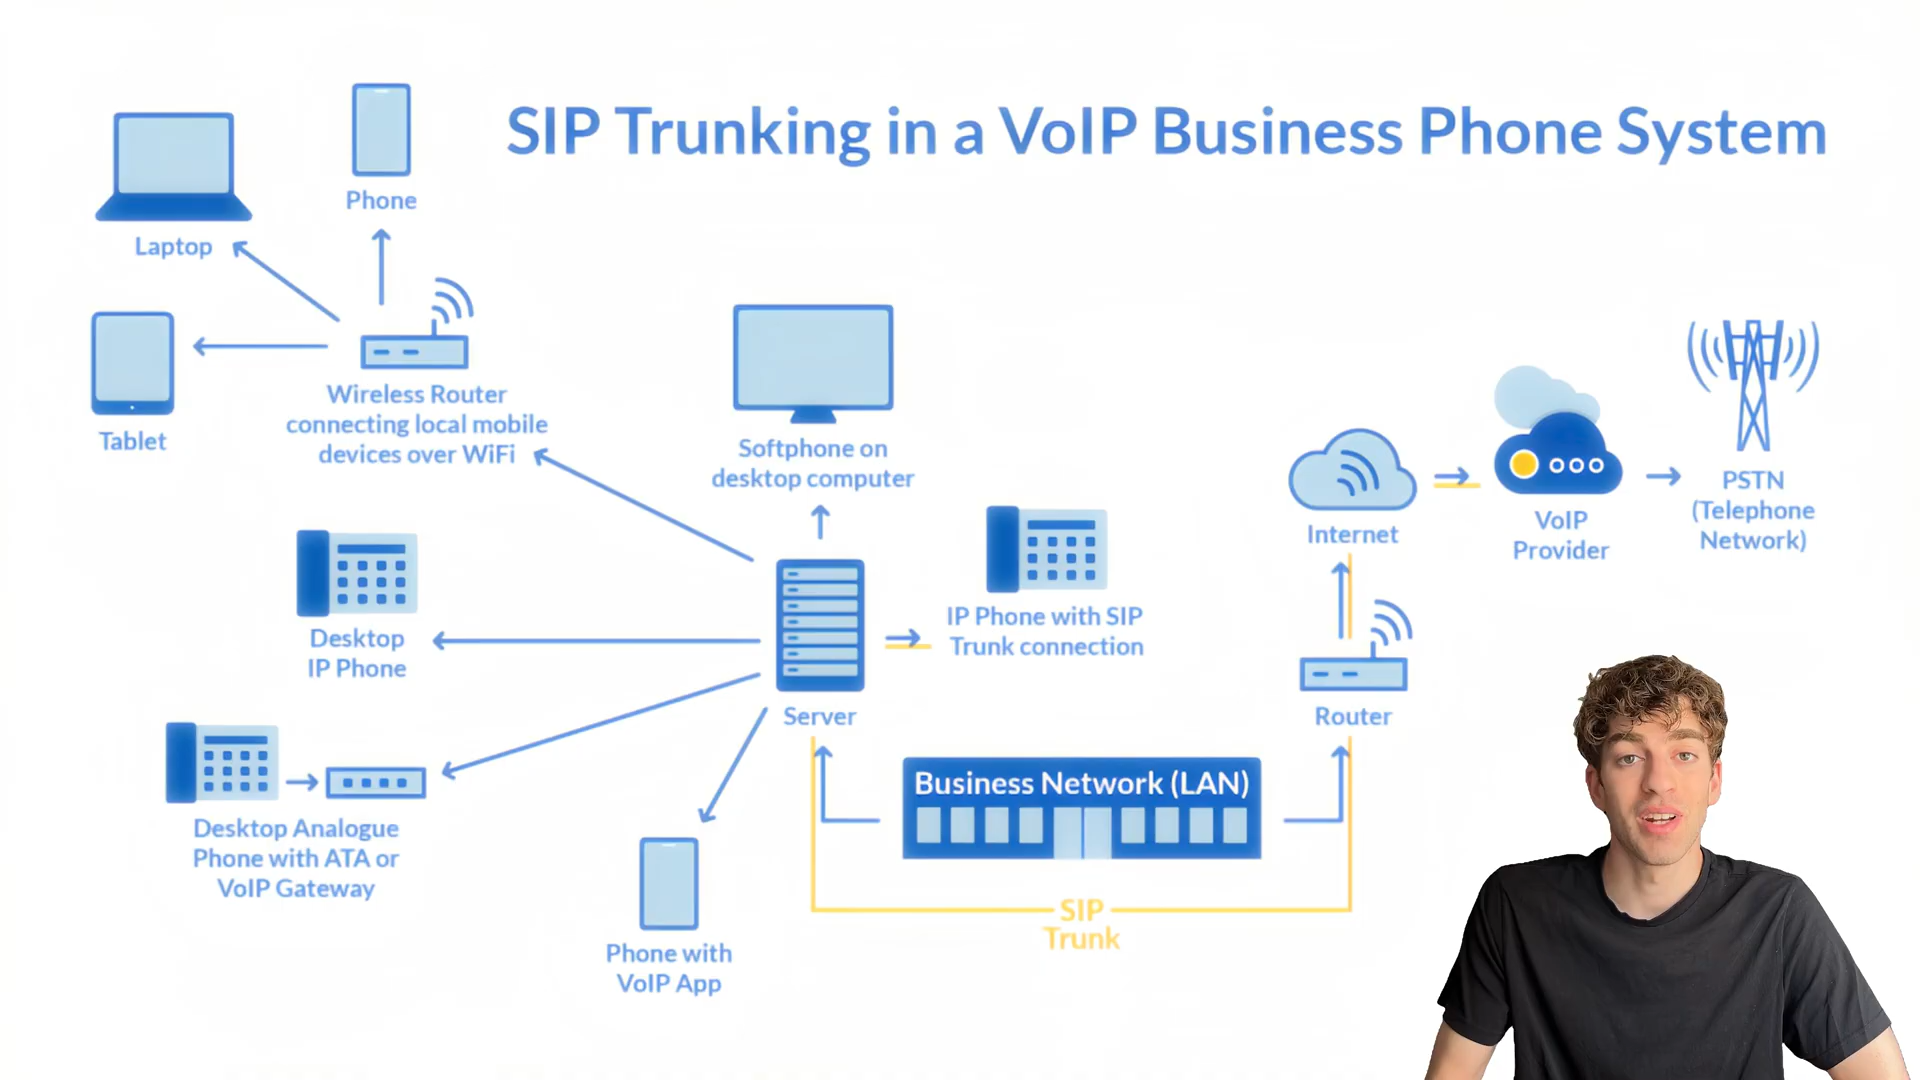 SIP Trunking in a VoIP Business Phone System
Phone
Laptop
Tablet
Wireless Router
connecting local mobile
devices over WiFi
Softphone on
desktop computer
Internet
VoIP
Provider
PSTN
(Telephone
Network)
Desktop
IP Phone
IP Phone with SIP
Trunk connection
Server
Router
Business Network (LAN)
Desktop Analogue
Phone with ATA or
VoIP Gateway
SIP
Trunk
Phone with
VoIP App